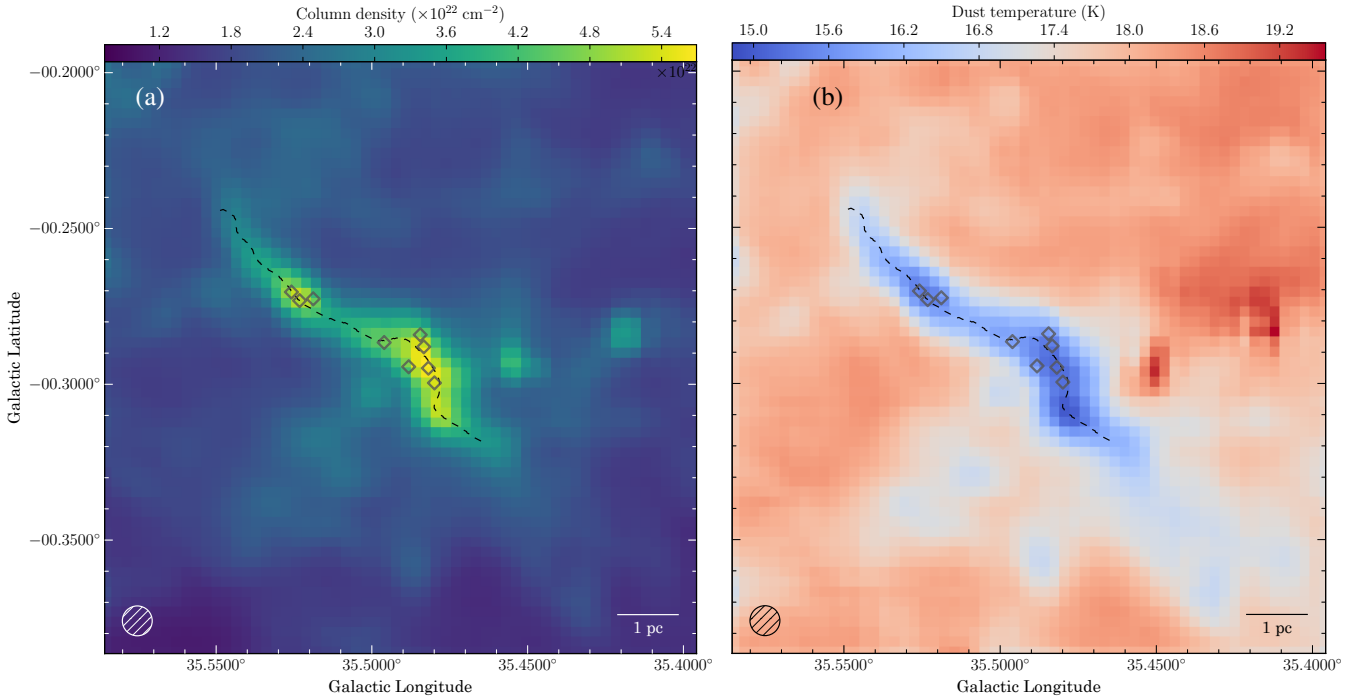 Column density (×10²² cm⁻²)
1.2 1.8 2.4 3.0 3.6 4.2 4.8 5.4
×10²²
(a)
−00.2000°
−00.2500°
−00.3000°
−00.3500°
Galactic Latitude
1 pc
35.5500° 35.5000° 35.4500° 35.4000°
Galactic Longitude
Dust temperature (K)
15.0 15.6 16.2 16.8 17.4 18.0 18.6 19.2
(b)
1 pc
35.5500° 35.5000° 35.4500° 35.4000°
Galactic Longitude